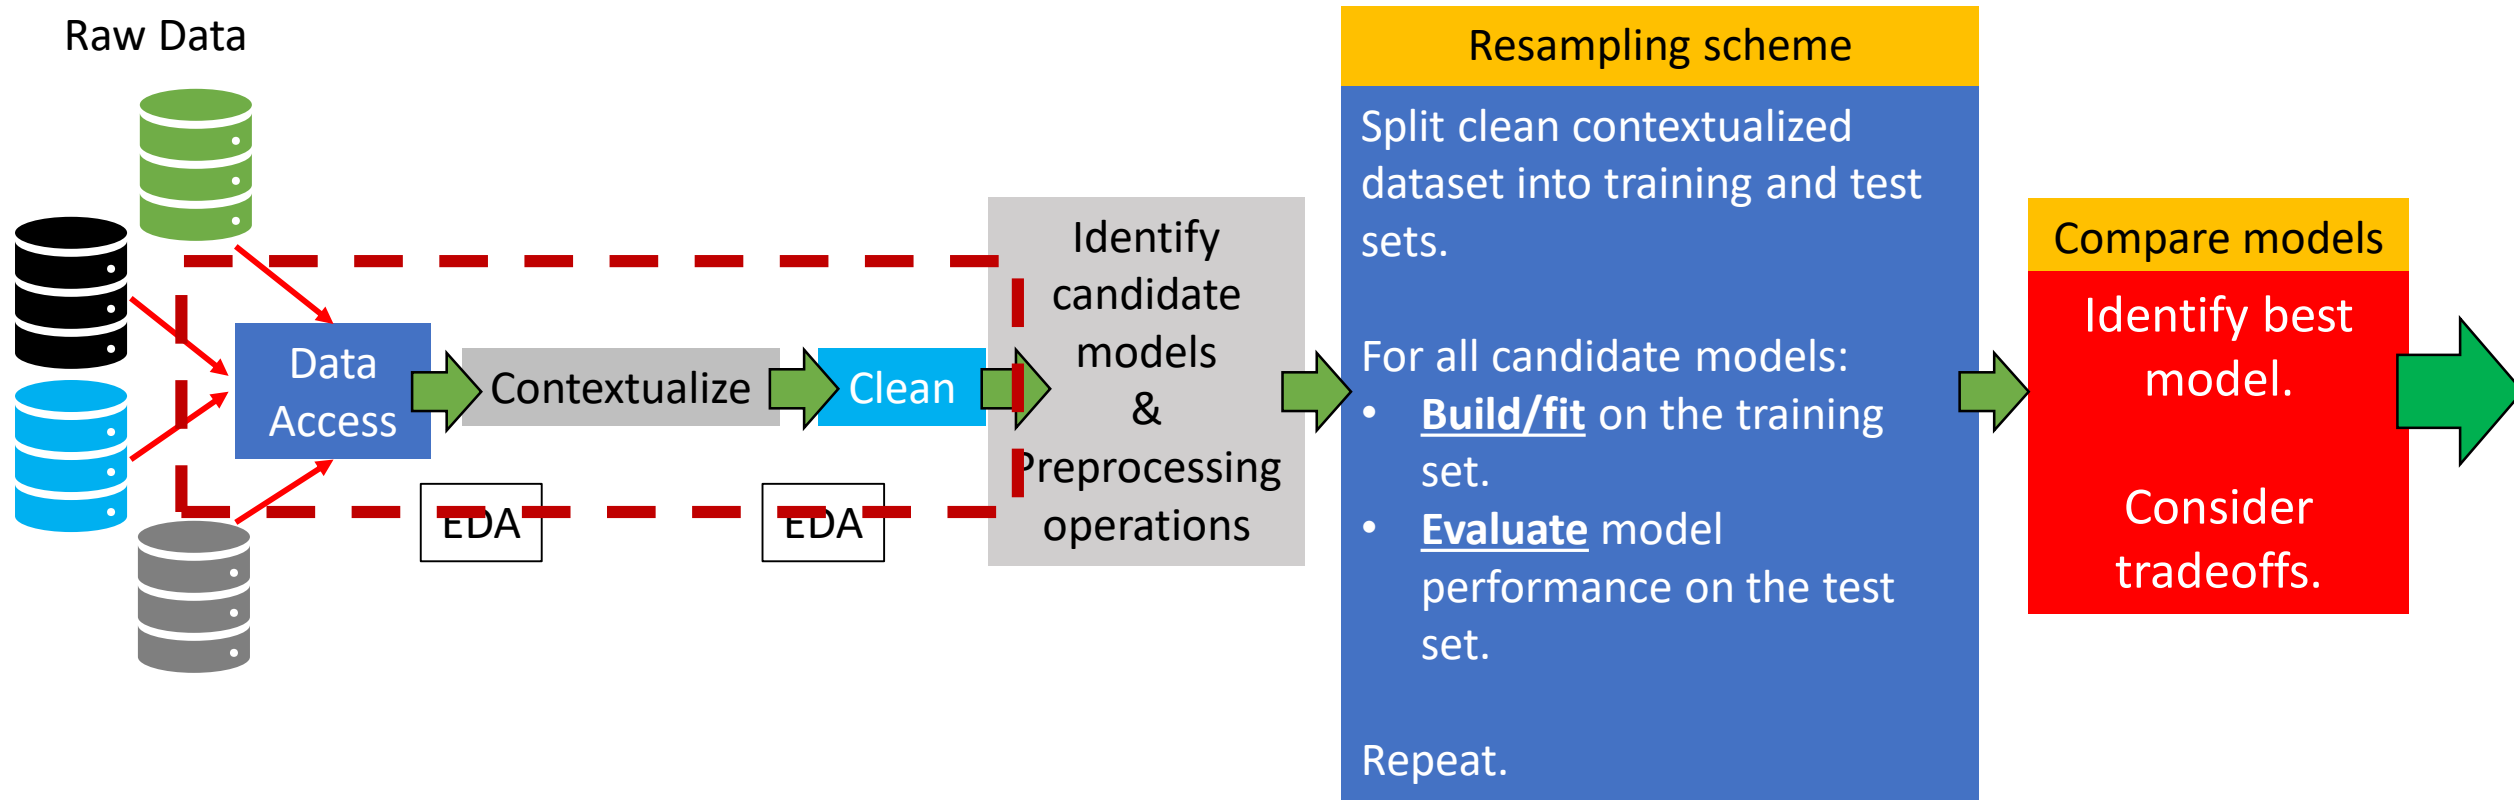 Raw Data
Data
Access
Contextualize
Clean
EDA
EDA
Identify
candidate
models
&
Preprocessing
operations
Resampling scheme
Split clean contextualized
dataset into training and test
sets.
For all candidate models:
• Build/fit on the training
set.
• Evaluate model
performance on the test
set.
Repeat.
Compare models
Identify best
model.
Consider
tradeoffs.